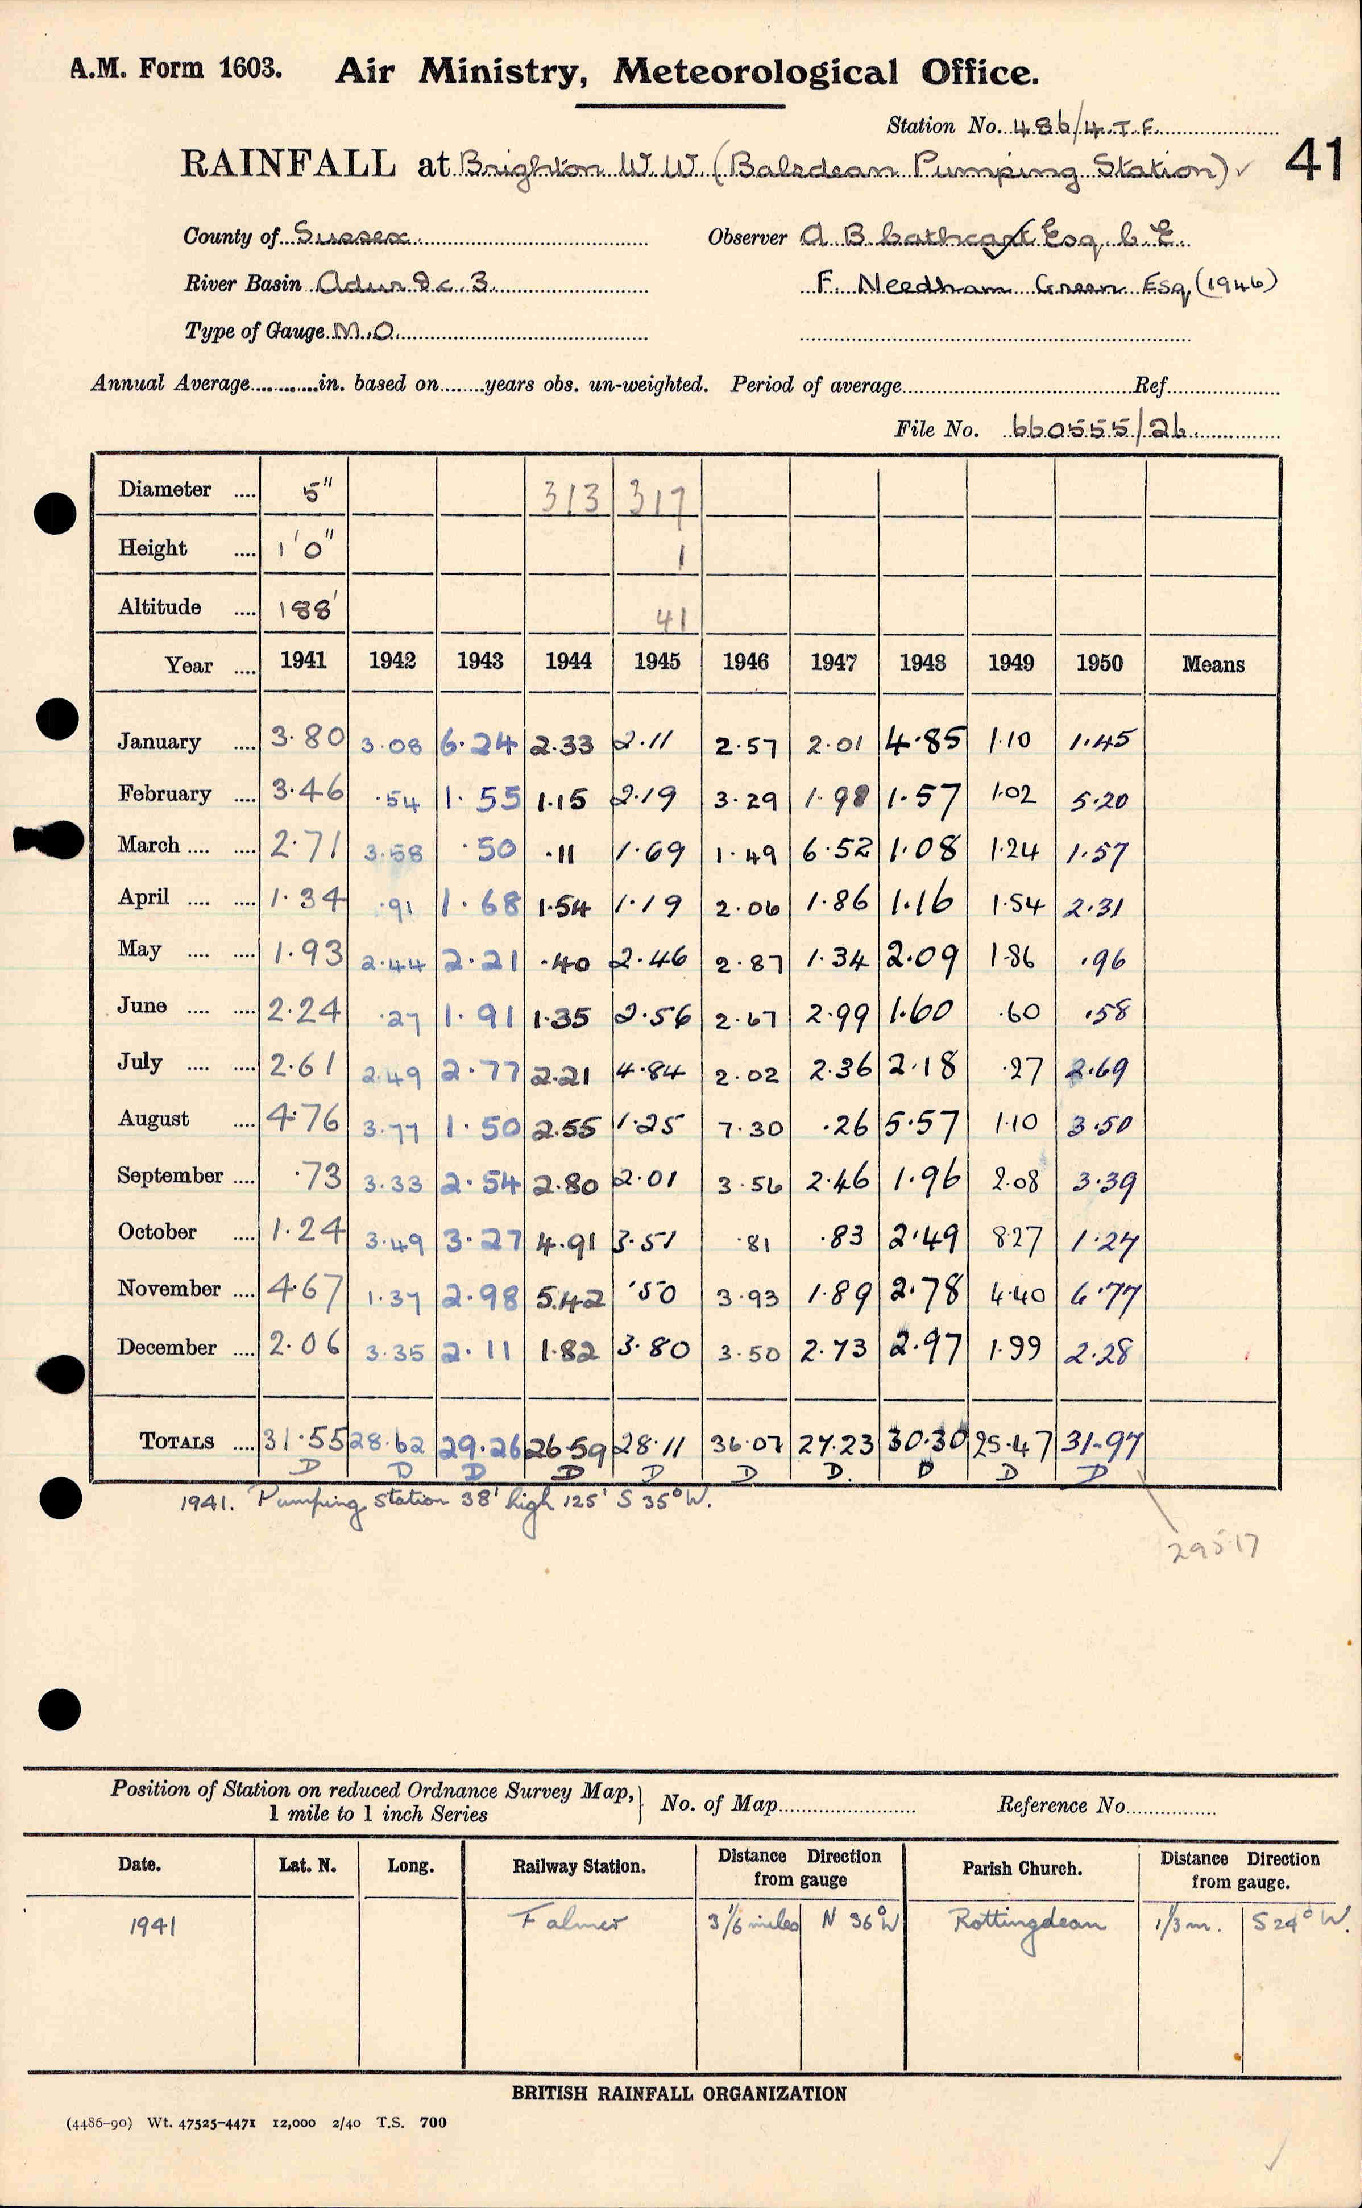 A.M. Form 1603. Air Ministry, Meteorological Office.
Station No. 486/4.T.F.
41
RAINFALL at Brighton W.W. (Balsdean Pumping Station) ✓
County of Sussex Observer A B Cathcart Esq. C.E.
River Basin Adur &c. 3. F. Needham Green Esq. (1946)
Type of Gauge M.O.
Annual Average in. based on years obs. un-weighted. Period of average Ref
File No. 660555/26
Diameter .... 5" 313 317
Height .... 1'0" 1
Altitude .... 188' 41
Year .... 1941 1942 1943 1944 1945 1946 1947 1948 1949 1950 Means
January .... 3.80 3.08 6.24 2.33 2.11 2.57 2.01 4.85 1.10 1.45
February .... 3.46 .54 1.55 1.15 2.19 3.29 1.98 1.57 1.02 5.20
March .... .... 2.71 3.58 .50 .11 1.69 1.49 6.52 1.08 1.24 1.57
April .... .... 1.34 .91 1.68 1.54 1.19 2.06 1.86 1.16 1.54 2.31
May .... .... 1.93 2.44 2.21 .40 2.46 2.87 1.34 2.09 1.86 .96
June .... .... 2.24 .27 1.91 1.35 2.56 2.67 2.99 1.60 .60 .58
July .... .... 2.61 2.49 2.77 2.21 4.84 2.02 2.36 2.18 .27 2.69
August .... 4.76 3.77 1.50 2.55 1.25 7.30 .26 5.57 1.10 3.50
September .... .73 3.33 2.54 2.80 2.01 3.56 2.46 1.96 2.08 3.39
October .... 1.24 3.49 3.27 4.91 3.51 .81 .83 2.49 8.27 1.27
November .... 4.67 1.37 2.98 5.42 .50 3.93 1.89 2.78 4.40 6.77
December .... 2.06 3.35 2.11 1.82 3.80 3.50 2.73 2.97 1.99 2.28
TOTALS .... 31.55 28.62 29.26 26.59 28.11 36.07 27.23 30.30 25.47 31.97
D D D D D D D. D D D
1941. Pumping station 38' high 125' S 35° W.
295.17
Position of Station on reduced Ordnance Survey Map, 1 mile to 1 inch Series } No. of Map Reference No.
Date. Lat. N. Long. Railway Station. Distance Direction from gauge Parish Church. Distance Direction from gauge.
1941 Falmer 3 1/6 miles N 36° W Rottingdean 1 1/3 m. S 24° W.
BRITISH RAINFALL ORGANIZATION
(4486-90) Wt. 47525-4471 12,000 2/40 T.S. 700